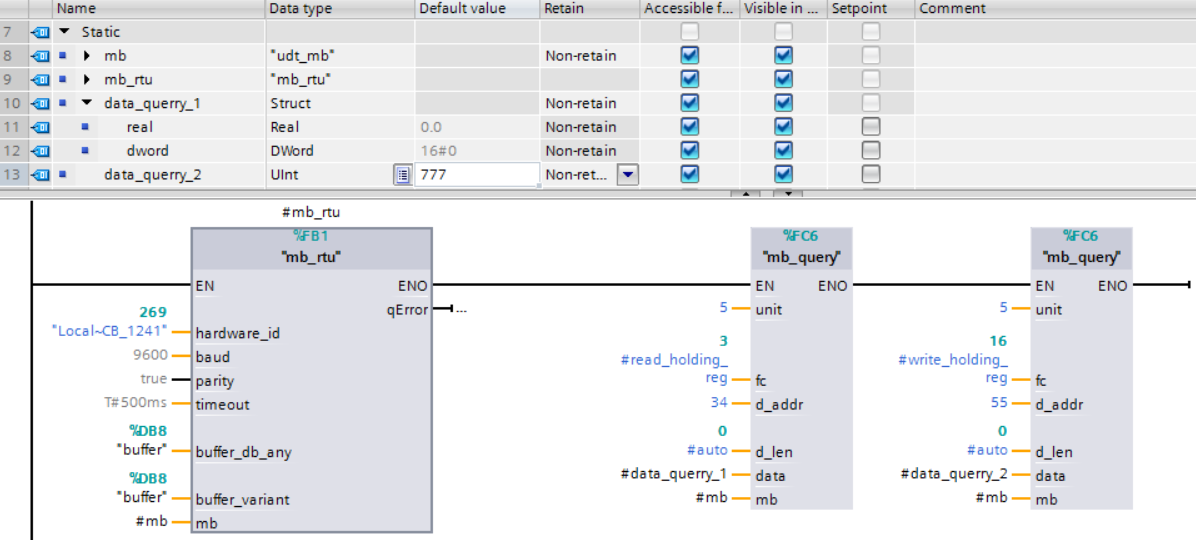 Name Data type Default value Retain Accessible f... Visible in ... Setpoint Comment
7 Static
8 mb "udt_mb" Non-retain
9 mb_rtu "mb_rtu"
10 data_querry_1 Struct Non-retain
11 real Real 0.0 Non-retain
12 dword DWord 16#0 Non-retain
13 data_querry_2 UInt 777 Non-ret...
#mb_rtu
%FB1
"mb_rtu"
EN ENO
qError ...
269
"Local~CB_1241" hardware_id
9600 baud
true parity
T#500ms timeout
%DB8
"buffer" buffer_db_any
%DB8
"buffer" buffer_variant
#mb mb
%FC6
"mb_query"
EN ENO
5 unit
3
#read_holding_
reg fc
34 d_addr
0
#auto d_len
#data_querry_1 data
#mb mb
%FC6
"mb_query"
EN ENO
5 unit
16
#write_holding_
reg fc
55 d_addr
0
#auto d_len
#data_querry_2 data
#mb mb